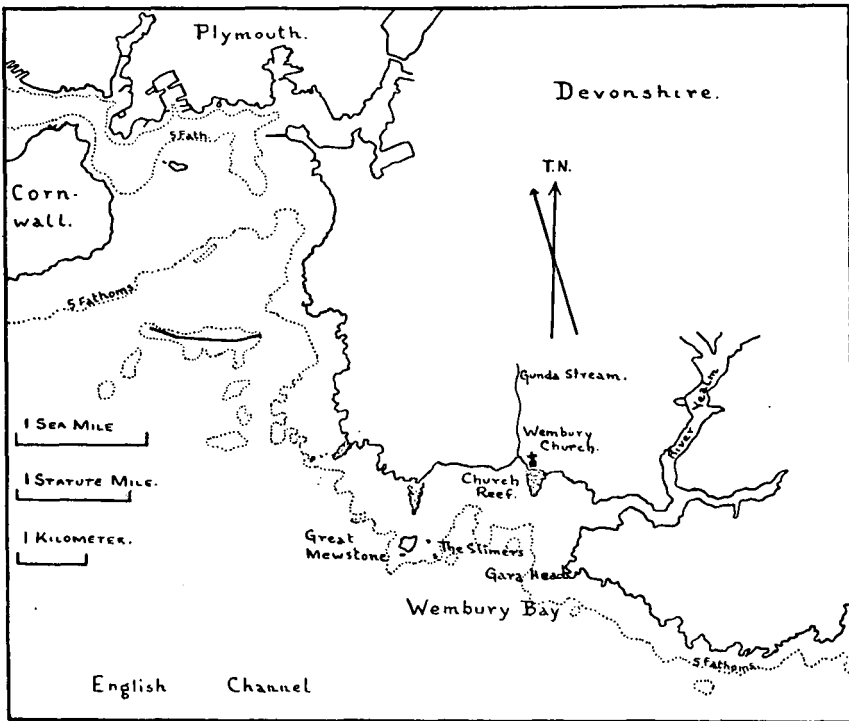 Plymouth.
Devonshire.
5 Fath.
T.N.
Corn-
wall.
5 Fathoms
Gunda Stream.
River Yealm
1 SEA MILE
Wembury
Church.
1 STATUTE MILE.
Church
Reef.
1 KILOMETER.
Great
Mewstone
The Slimers
Gara Head
Wembury Bay
5 Fathoms
English Channel